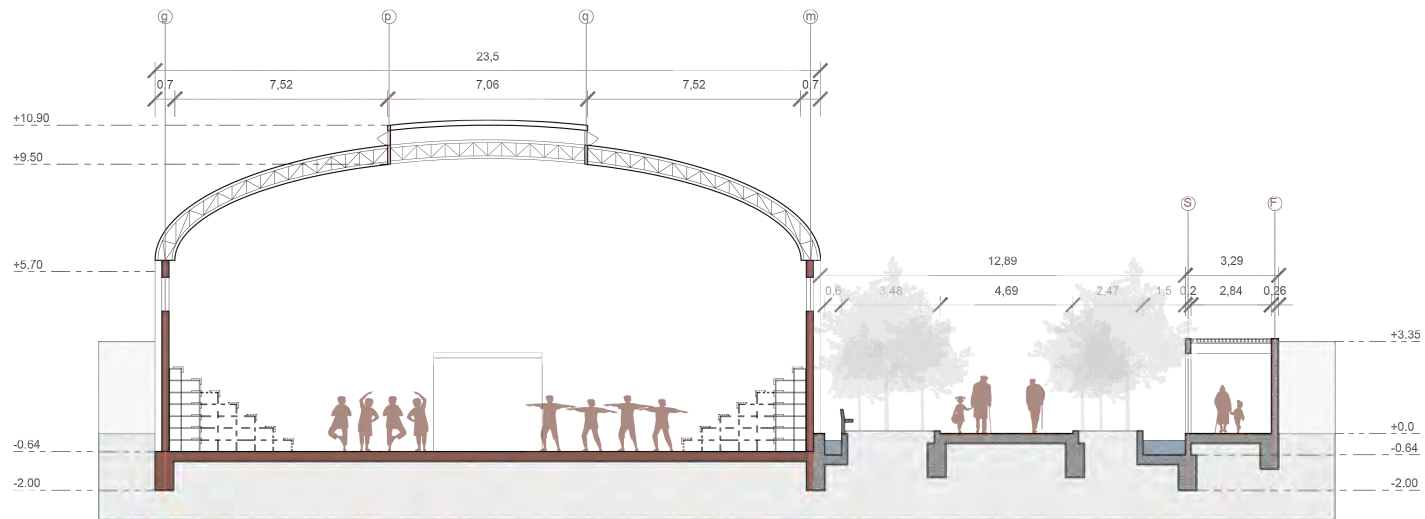 g p q m
23,5
0,7 7,52 7,06 7,52 0,7
+10.90
+9.50
S F
+5.70
12,89 3,29
0,6 3,48 4,69 2,47 1,5 0,2 2,84 0,26
+3.35
-0.64 +0.0
-0.64
-2.00 -2.00